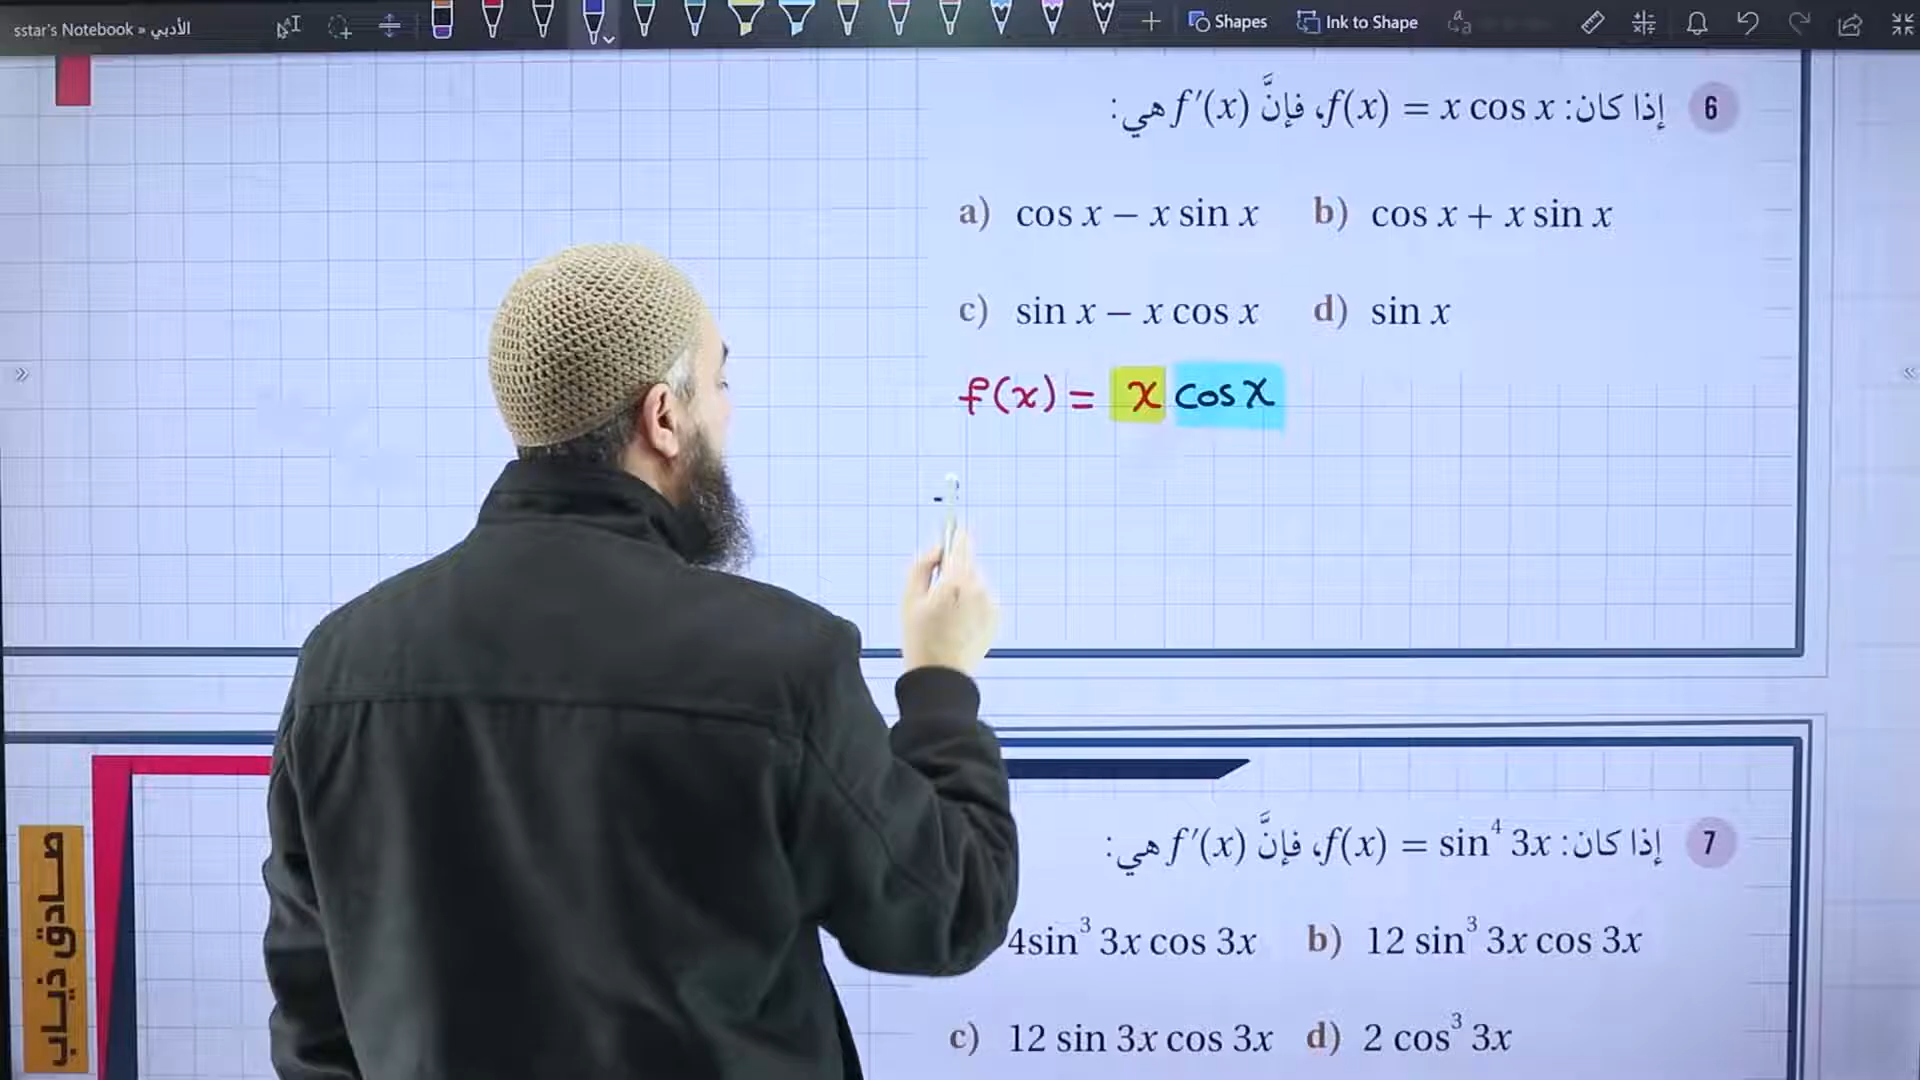 sstar's Notebook » الأدبي
Shapes
Ink to Shape
6 إذا كان: f(x) = x cos x، فإنَّ f′(x) هي:
a) cos x − x sin x b) cos x + x sin x
c) sin x − x cos x d) sin x
f(x) = x cos x
7 إذا كان: f(x) = sin⁴ 3x، فإنَّ f′(x) هي:
4sin³ 3x cos 3x b) 12 sin³ 3x cos 3x
c) 12 sin 3x cos 3x d) 2 cos³ 3x
صادق ذياب